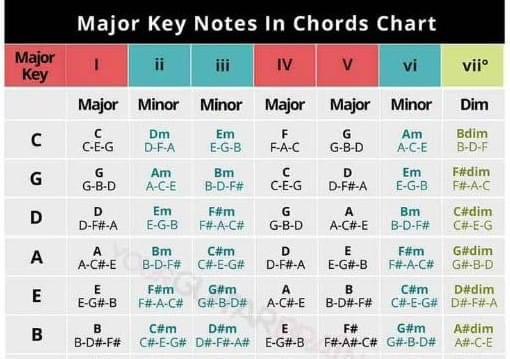 Major Key Notes In Chords Chart
Major Key I ii iii IV V vi vii°
Major Minor Minor Major Major Minor Dim
C C Dm Em F G Am Bdim
C-E-G D-F-A E-G-B F-A-C G-B-D A-C-E B-D-F
G G Am Bm C D Em F#dim
G-B-D A-C-E B-D-F# C-E-G D-F#-A E-G-B F#-A-C
D D Em F#m G A Bm C#dim
D-F#-A E-G-B F#-A-C# G-B-D A-C#-E B-D-F# C#-E-G
A A Bm C#m D E F#m G#dim
A-C#-E B-D-F# C#-E-G# D-F#-A E-G#-B F#-A-C# G#-B-D
E E F#m G#m A B C#m D#dim
E-G#-B F#-A-C# G#-B-D# A-C#-E B-D#-F# C#-E-G# D#-F#-A
B B C#m D#m E F# G#m A#dim
B-D#-F# C#-E-G# D#-F#-A# E-G#-B F#-A#-C# G#-B-D# A#-C-E